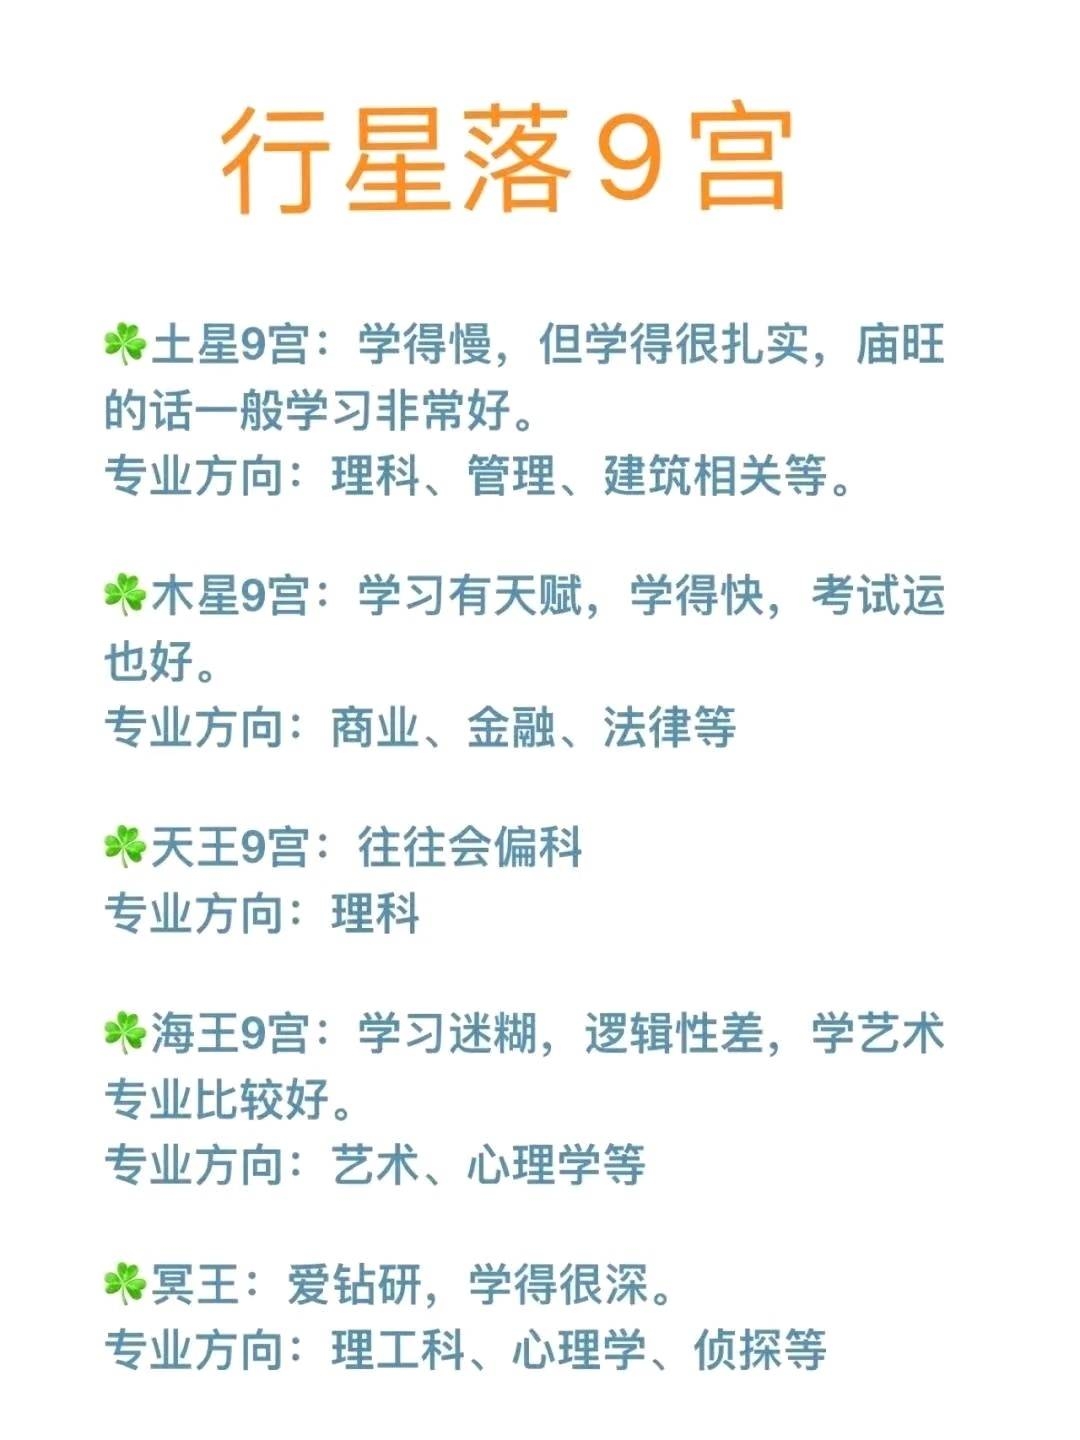 行星落9宫
☘️土星9宫：学得慢，但学得很扎实，庙旺
的话一般学习非常好。
专业方向：理科、管理、建筑相关等。
☘️木星9宫：学习有天赋，学得快，考试运
也好。
专业方向：商业、金融、法律等
☘️天王9宫：往往会偏科
专业方向：理科
☘️海王9宫：学习迷糊，逻辑性差，学艺术
专业比较好。
专业方向：艺术、心理学等
☘️冥王：爱钻研，学得很深。
专业方向：理工科、心理学、侦探等